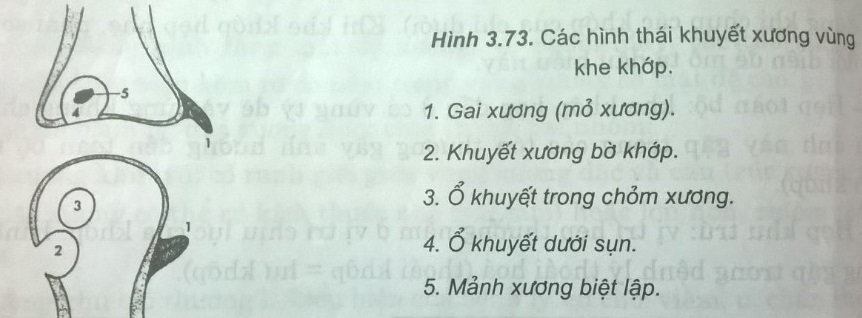 Hình 3.73. Các hình thái khuyết xương vùng
khe khớp.
1. Gai xương (mỏ xương).
2. Khuyết xương bờ khớp.
3. Ổ khuyết trong chỏm xương.
4. Ổ khuyết dưới sụn.
5. Mảnh xương biệt lập.
5
4
1
3
1
2